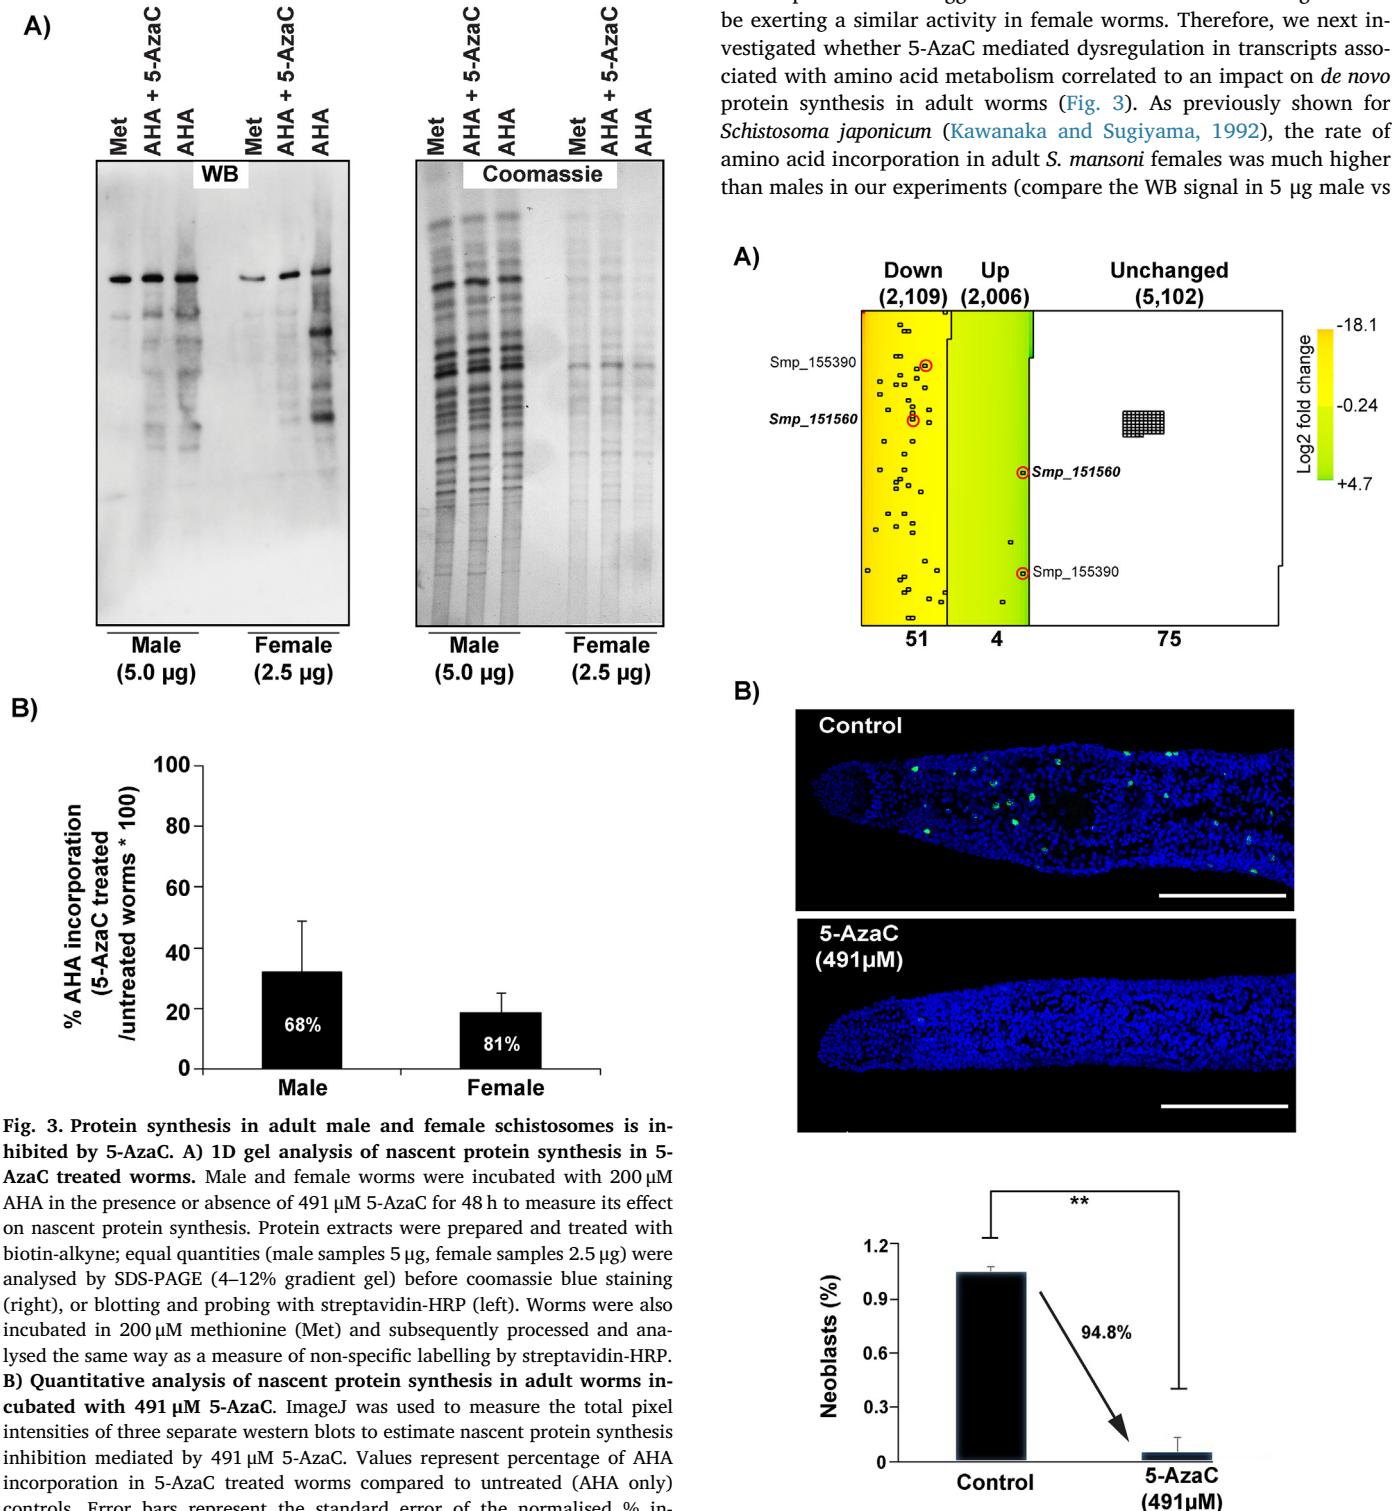 A)
Met
AHA + 5-AzaC
AHA
Met
AHA + 5-AzaC
AHA
WB
Met
AHA + 5-AzaC
AHA
Met
AHA + 5-AzaC
AHA
Coomassie
Male
(5.0 µg)
Female
(2.5 µg)
Male
(5.0 µg)
Female
(2.5 µg)
B)
% AHA incorporation
(5-AzaC treated
/untreated worms * 100)
100
80
60
40
20
0
68%
81%
Male
Female
Fig. 3. Protein synthesis in adult male and female schistosomes is in-
hibited by 5-AzaC. A) 1D gel analysis of nascent protein synthesis in 5-
AzaC treated worms. Male and female worms were incubated with 200 µM
AHA in the presence or absence of 491 µM 5-AzaC for 48 h to measure its effect
on nascent protein synthesis. Protein extracts were prepared and treated with
biotin-alkyne; equal quantities (male samples 5 µg, female samples 2.5 µg) were
analysed by SDS-PAGE (4–12% gradient gel) before coomassie blue staining
(right), or blotting and probing with streptavidin-HRP (left). Worms were also
incubated in 200 µM methionine (Met) and subsequently processed and ana-
lysed the same way as a measure of non-specific labelling by streptavidin-HRP.
B) Quantitative analysis of nascent protein synthesis in adult worms in-
cubated with 491 µM 5-AzaC. ImageJ was used to measure the total pixel
intensities of three separate western blots to estimate nascent protein synthesis
inhibition mediated by 491 µM 5-AzaC. Values represent percentage of AHA
incorporation in 5-AzaC treated worms compared to untreated (AHA only)
controls. Error bars represent the standard error of the normalised % in-
be exerting a similar activity in female worms. Therefore, we next in-
vestigated whether 5-AzaC mediated dysregulation in transcripts asso-
ciated with amino acid metabolism correlated to an impact on de novo
protein synthesis in adult worms (Fig. 3). As previously shown for
Schistosoma japonicum (Kawanaka and Sugiyama, 1992), the rate of
amino acid incorporation in adult S. mansoni females was much higher
than males in our experiments (compare the WB signal in 5 µg male vs
A)
Down
(2,109)
Up
(2,006)
Unchanged
(5,102)
Smp_155390
Smp_151560
Smp_151560
Smp_155390
51
4
75
Log2 fold change
-18.1
-0.24
+4.7
B)
Control
5-AzaC
(491µM)
**
Neoblasts (%)
1.2
0.9
0.6
0.3
0
94.8%
Control
5-AzaC
(491µM)